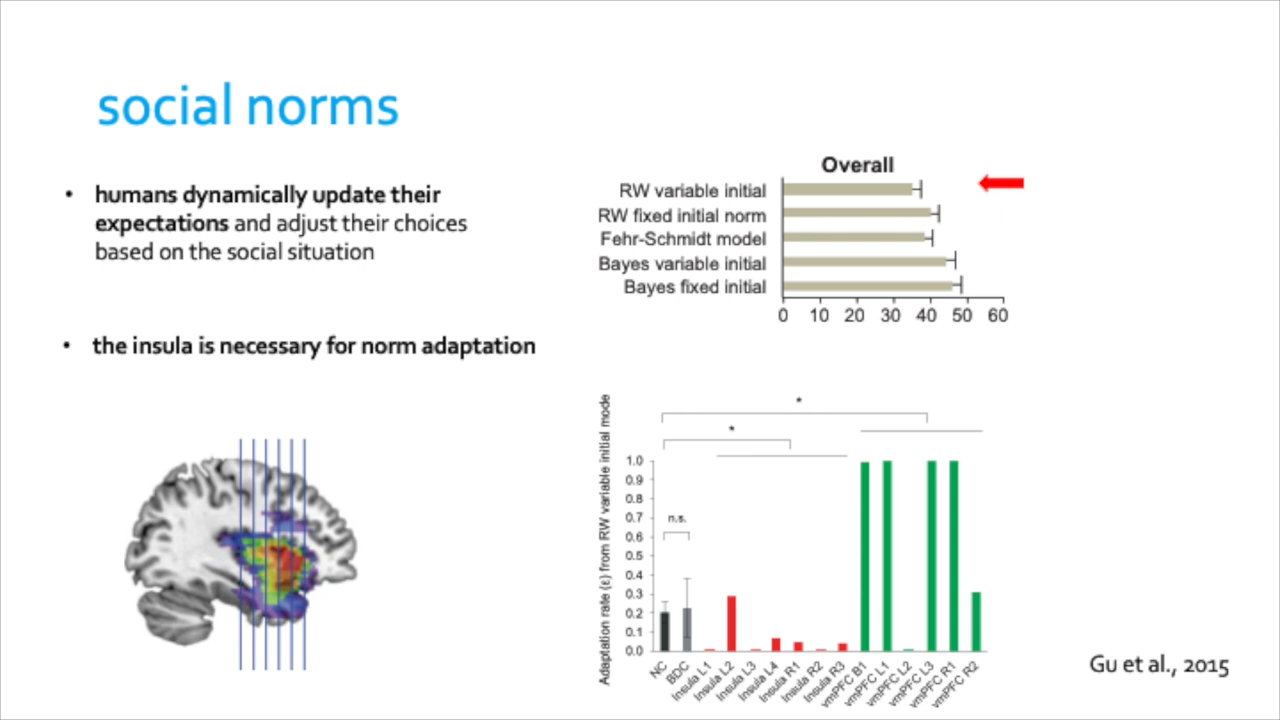 social norms
• humans dynamically update their
expectations and adjust their choices
based on the social situation
• the insula is necessary for norm adaptation
Overall
RW variable initial
RW fixed initial norm
Fehr-Schmidt model
Bayes variable initial
Bayes fixed initial
0 10 20 30 40 50 60
Adaptation rate (ε) from RW variable initial mode
*
*
n.s.
1.0
0.9
0.8
0.7
0.6
0.5
0.4
0.3
0.2
0.1
0.0
NC
BDC
Insula L1
Insula L2
Insula L3
Insula L4
Insula R1
Insula R2
Insula R3
vmPFC B1
vmPFC L1
vmPFC L2
vmPFC L3
vmPFC R1
vmPFC R2
Gu et al., 2015